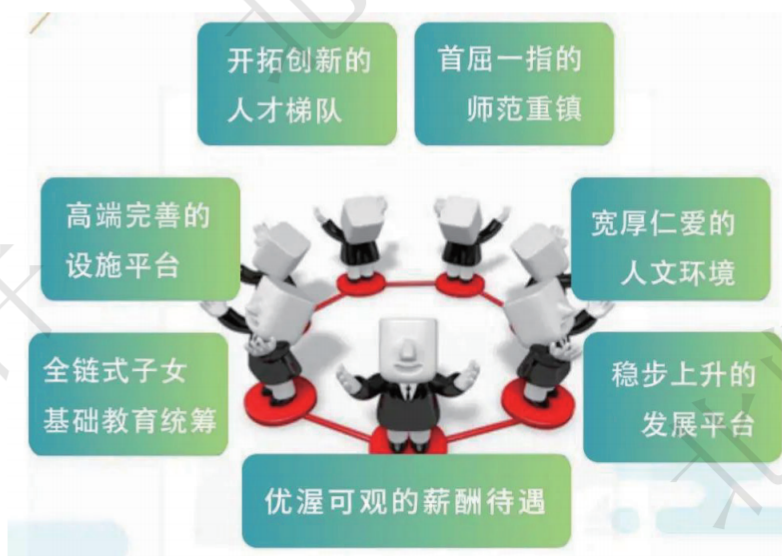 开拓创新的
人才梯队
首屈一指的
师范重镇
高端完善的
设施平台
宽厚仁爱的
人文环境
全链式子女
基础教育统筹
稳步上升的
发展平台
优渥可观的薪酬待遇